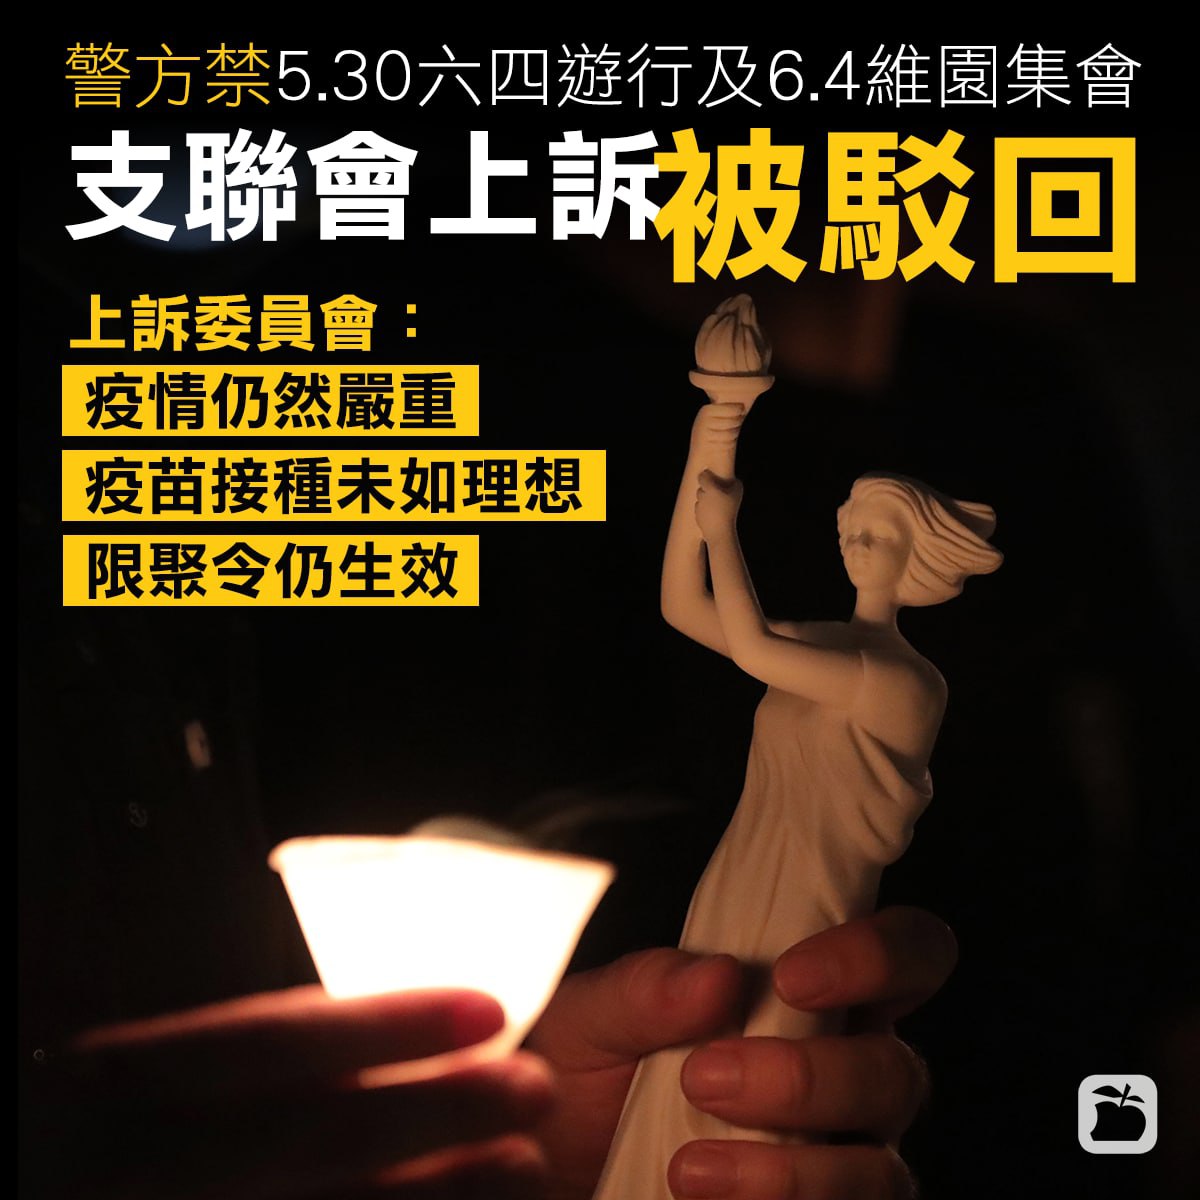 警方禁5.30六四遊行及6.4維園集會
支聯會上訴被駁回
上訴委員會：
疫情仍然嚴重
疫苗接種未如理想
限聚令仍生效